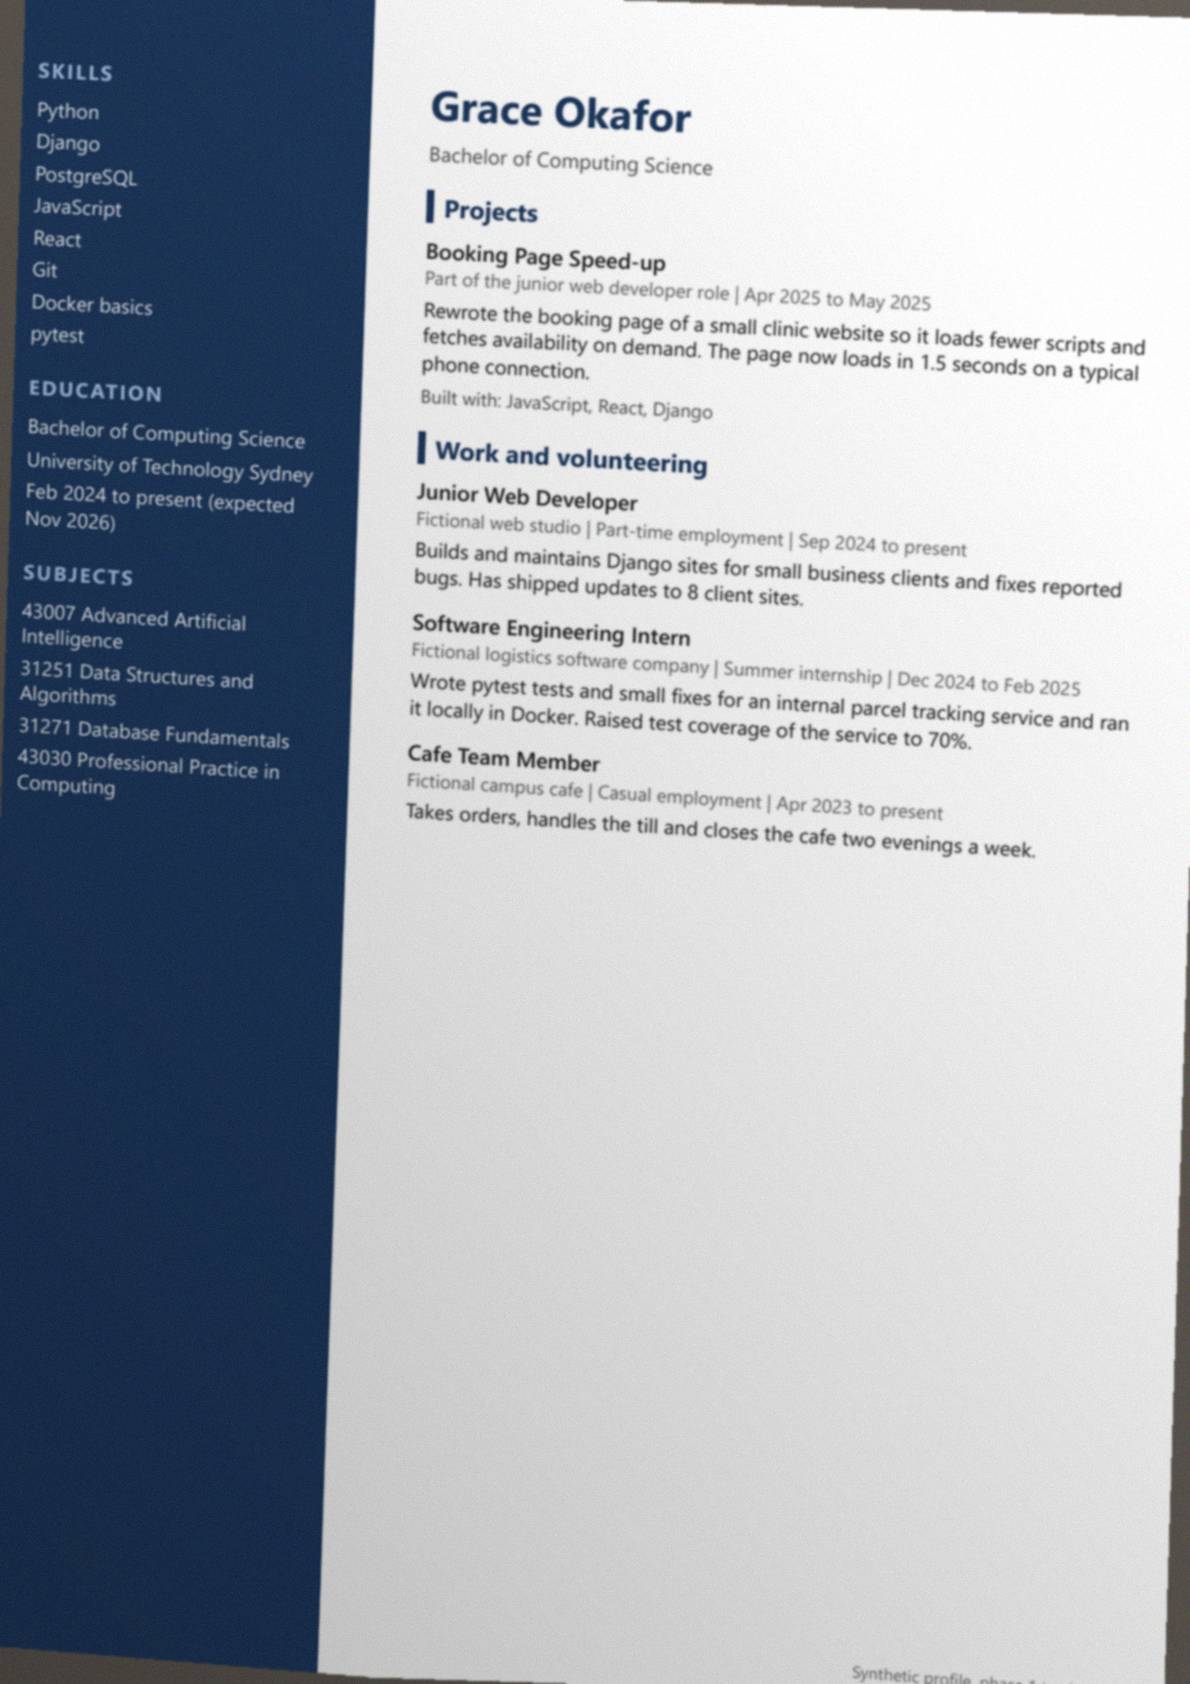 SKILLS
Python
Django
PostgreSQL
JavaScript
React
Git
Docker basics
pytest
EDUCATION
Bachelor of Computing Science
University of Technology Sydney
Feb 2024 to present (expected
Nov 2026)
SUBJECTS
43007 Advanced Artificial
Intelligence
31251 Data Structures and
Algorithms
31271 Database Fundamentals
43030 Professional Practice in
Computing
Grace Okafor
Bachelor of Computing Science
Projects
Booking Page Speed-up
Part of the junior web developer role | Apr 2025 to May 2025
Rewrote the booking page of a small clinic website so it loads fewer scripts and
fetches availability on demand. The page now loads in 1.5 seconds on a typical
phone connection.
Built with: JavaScript, React, Django
Work and volunteering
Junior Web Developer
Fictional web studio | Part-time employment | Sep 2024 to present
Builds and maintains Django sites for small business clients and fixes reported
bugs. Has shipped updates to 8 client sites.
Software Engineering Intern
Fictional logistics software company | Summer internship | Dec 2024 to Feb 2025
Wrote pytest tests and small fixes for an internal parcel tracking service and ran
it locally in Docker. Raised test coverage of the service to 70%.
Cafe Team Member
Fictional campus cafe | Casual employment | Apr 2023 to present
Takes orders, handles the till and closes the cafe two evenings a week.
Synthetic profile, phase